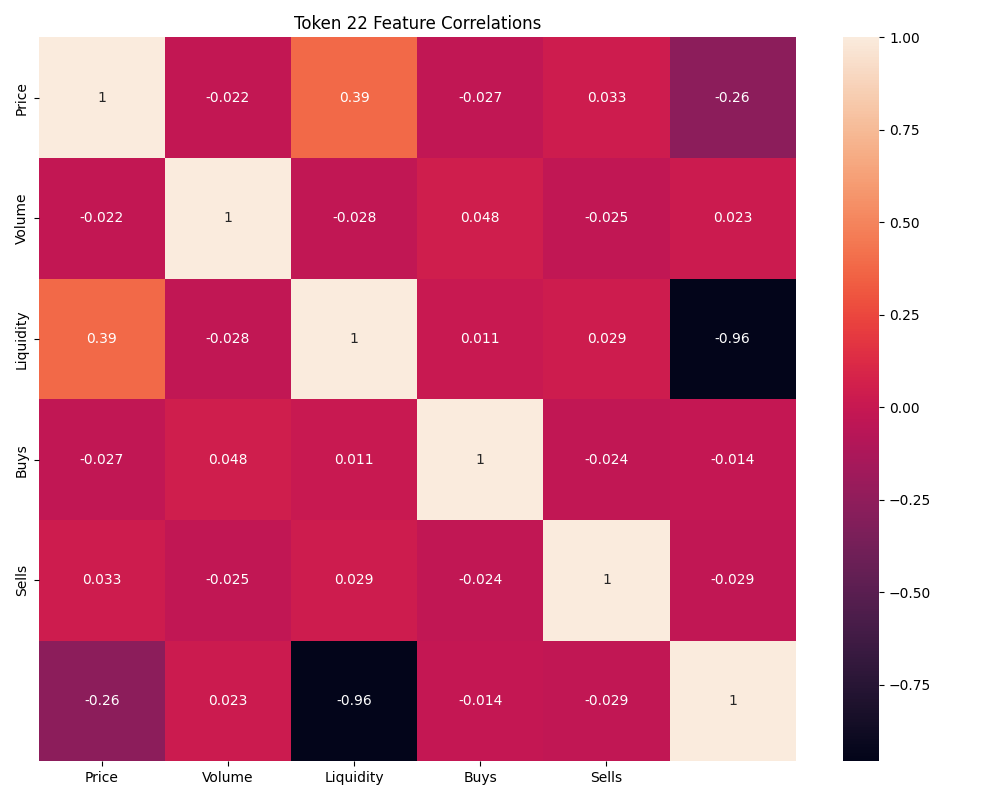 Token 22 Feature Correlations
Price 1 -0.022 0.39 -0.027 0.033 -0.26
Volume -0.022 1 -0.028 0.048 -0.025 0.023
Liquidity 0.39 -0.028 1 0.011 0.029 -0.96
Buys -0.027 0.048 0.011 1 -0.024 -0.014
Sells 0.033 -0.025 0.029 -0.024 1 -0.029
-0.26 0.023 -0.96 -0.014 -0.029 1
Price Volume Liquidity Buys Sells
1.00
0.75
0.50
0.25
0.00
−0.25
−0.50
−0.75